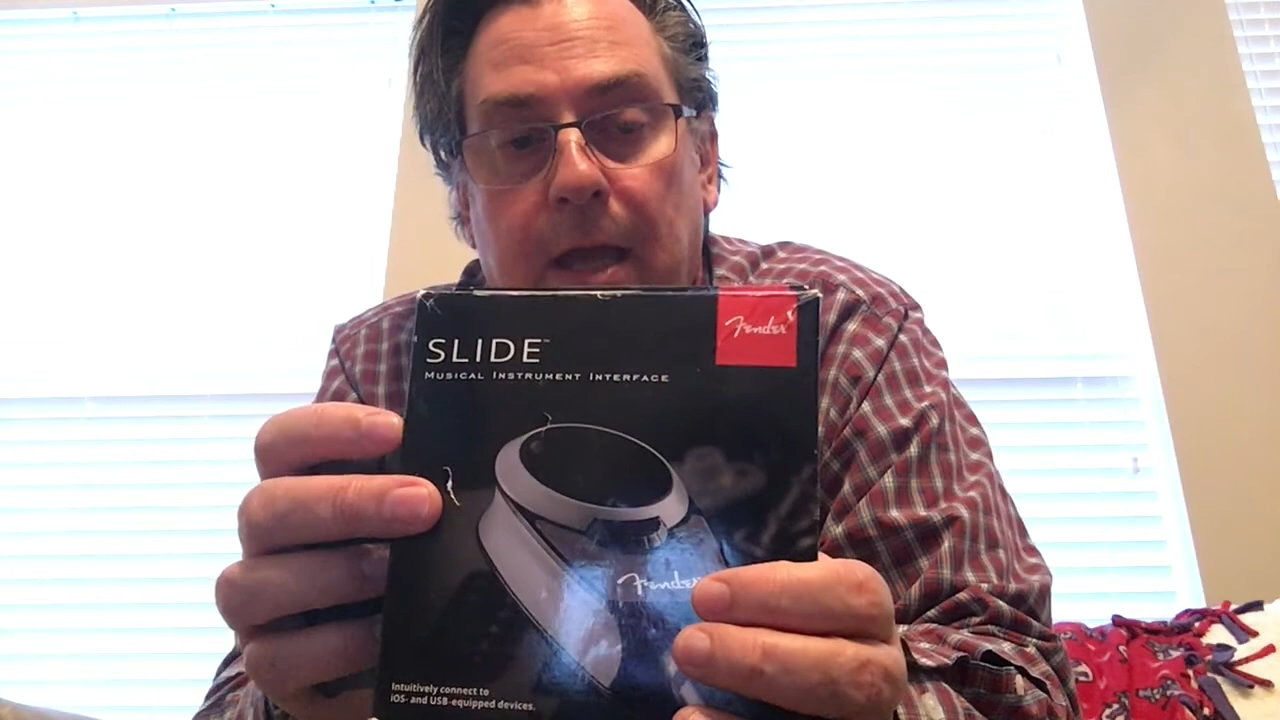 Fender
SLIDE™
MUSICAL INSTRUMENT INTERFACE
Fender
Intuitively connect to
iOS- and USB-equipped devices.